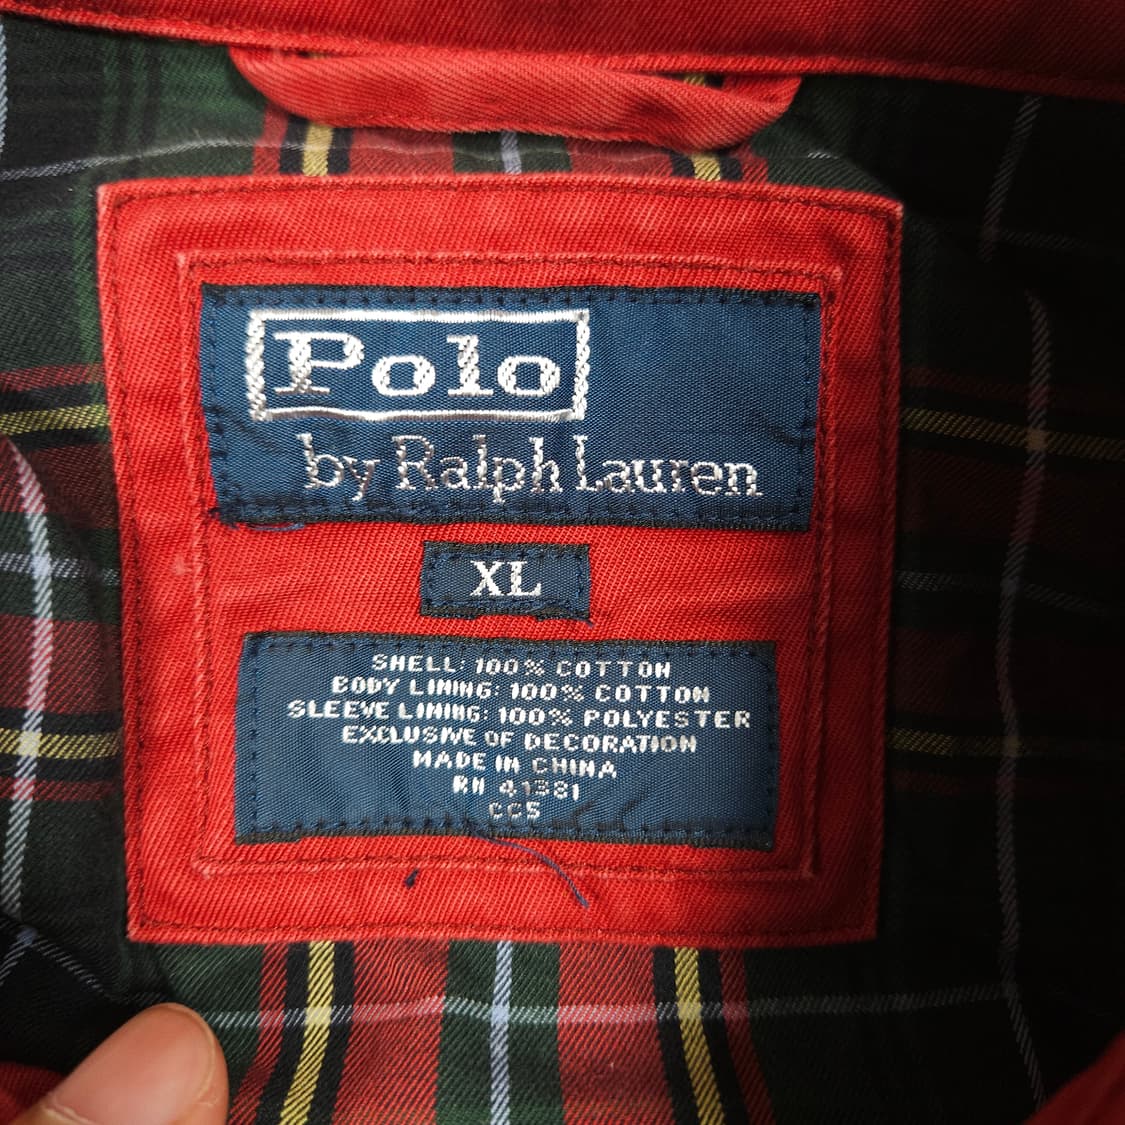 Polo
by Ralph Lauren
XL
SHELL: 100% COTTON
BODY LINING: 100% COTTON
SLEEVE LINING: 100% POLYESTER
EXCLUSIVE OF DECORATION
MADE IN CHINA
RN 41381
CC5